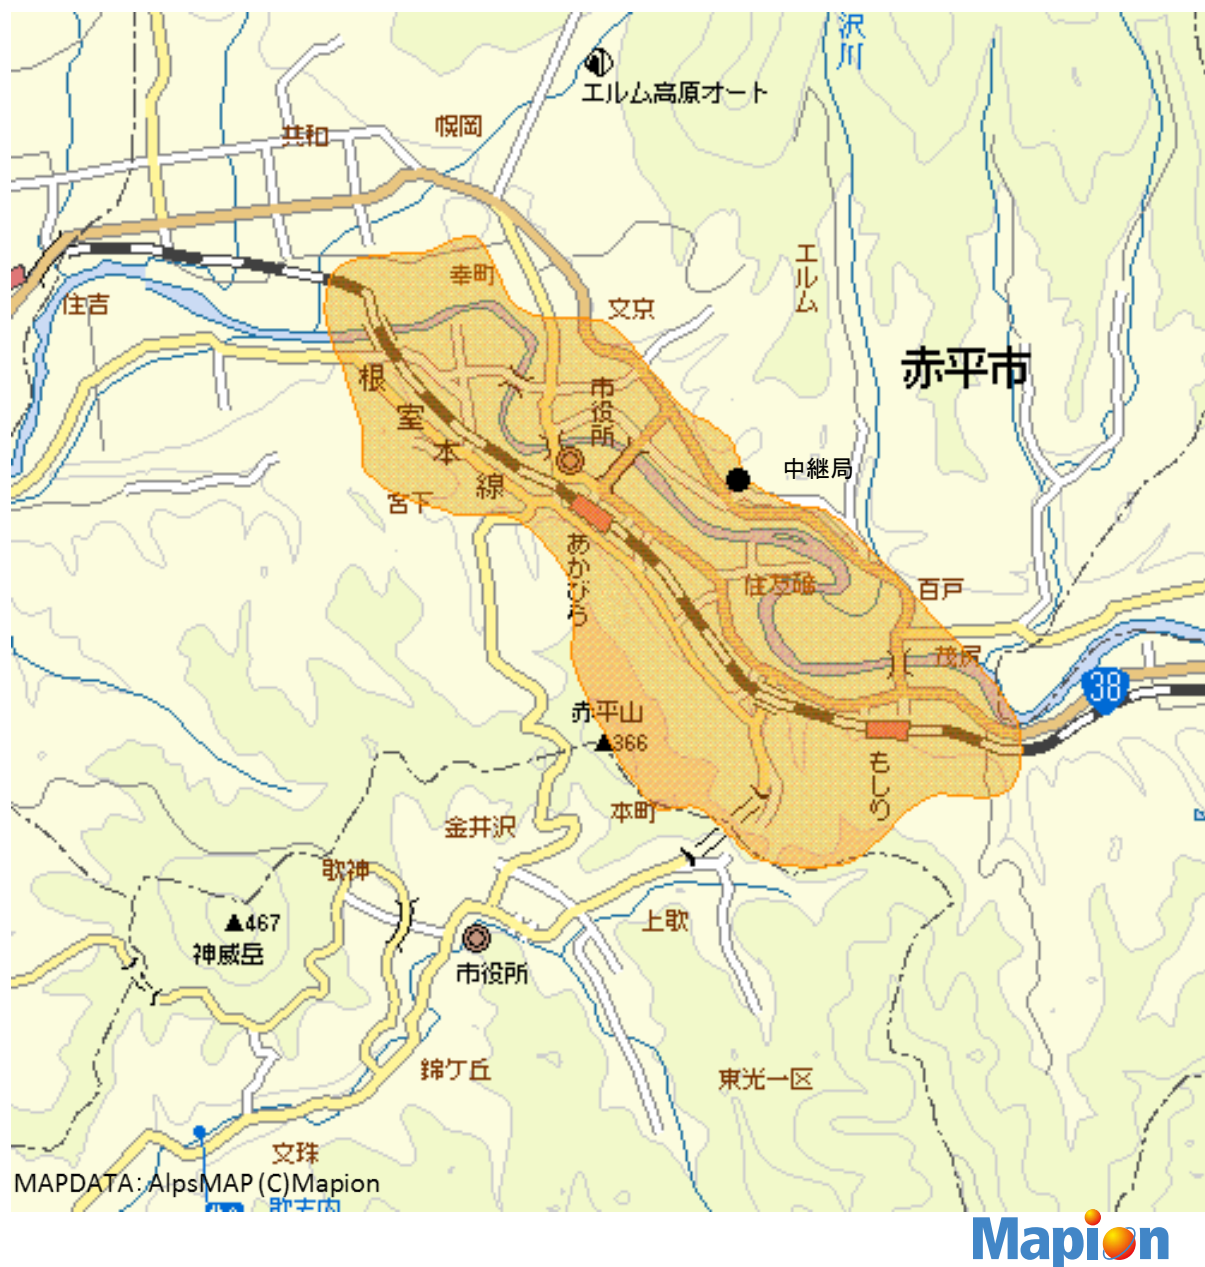 沢川
エルム高原オート
共和
幌岡
エルム
幸町
住吉
文京
赤平市
根室本線
市役所
中継局
宮下
あかびら
住友磡
百戸
茂尻
38
赤平山
366
もしり
本町
金井沢
歌神
467
神威岳
上歌
市役所
錦ケ丘
東光一区
文珠
MAPDATA: AlpsMAP (C)Mapion
歌志内
Mapion